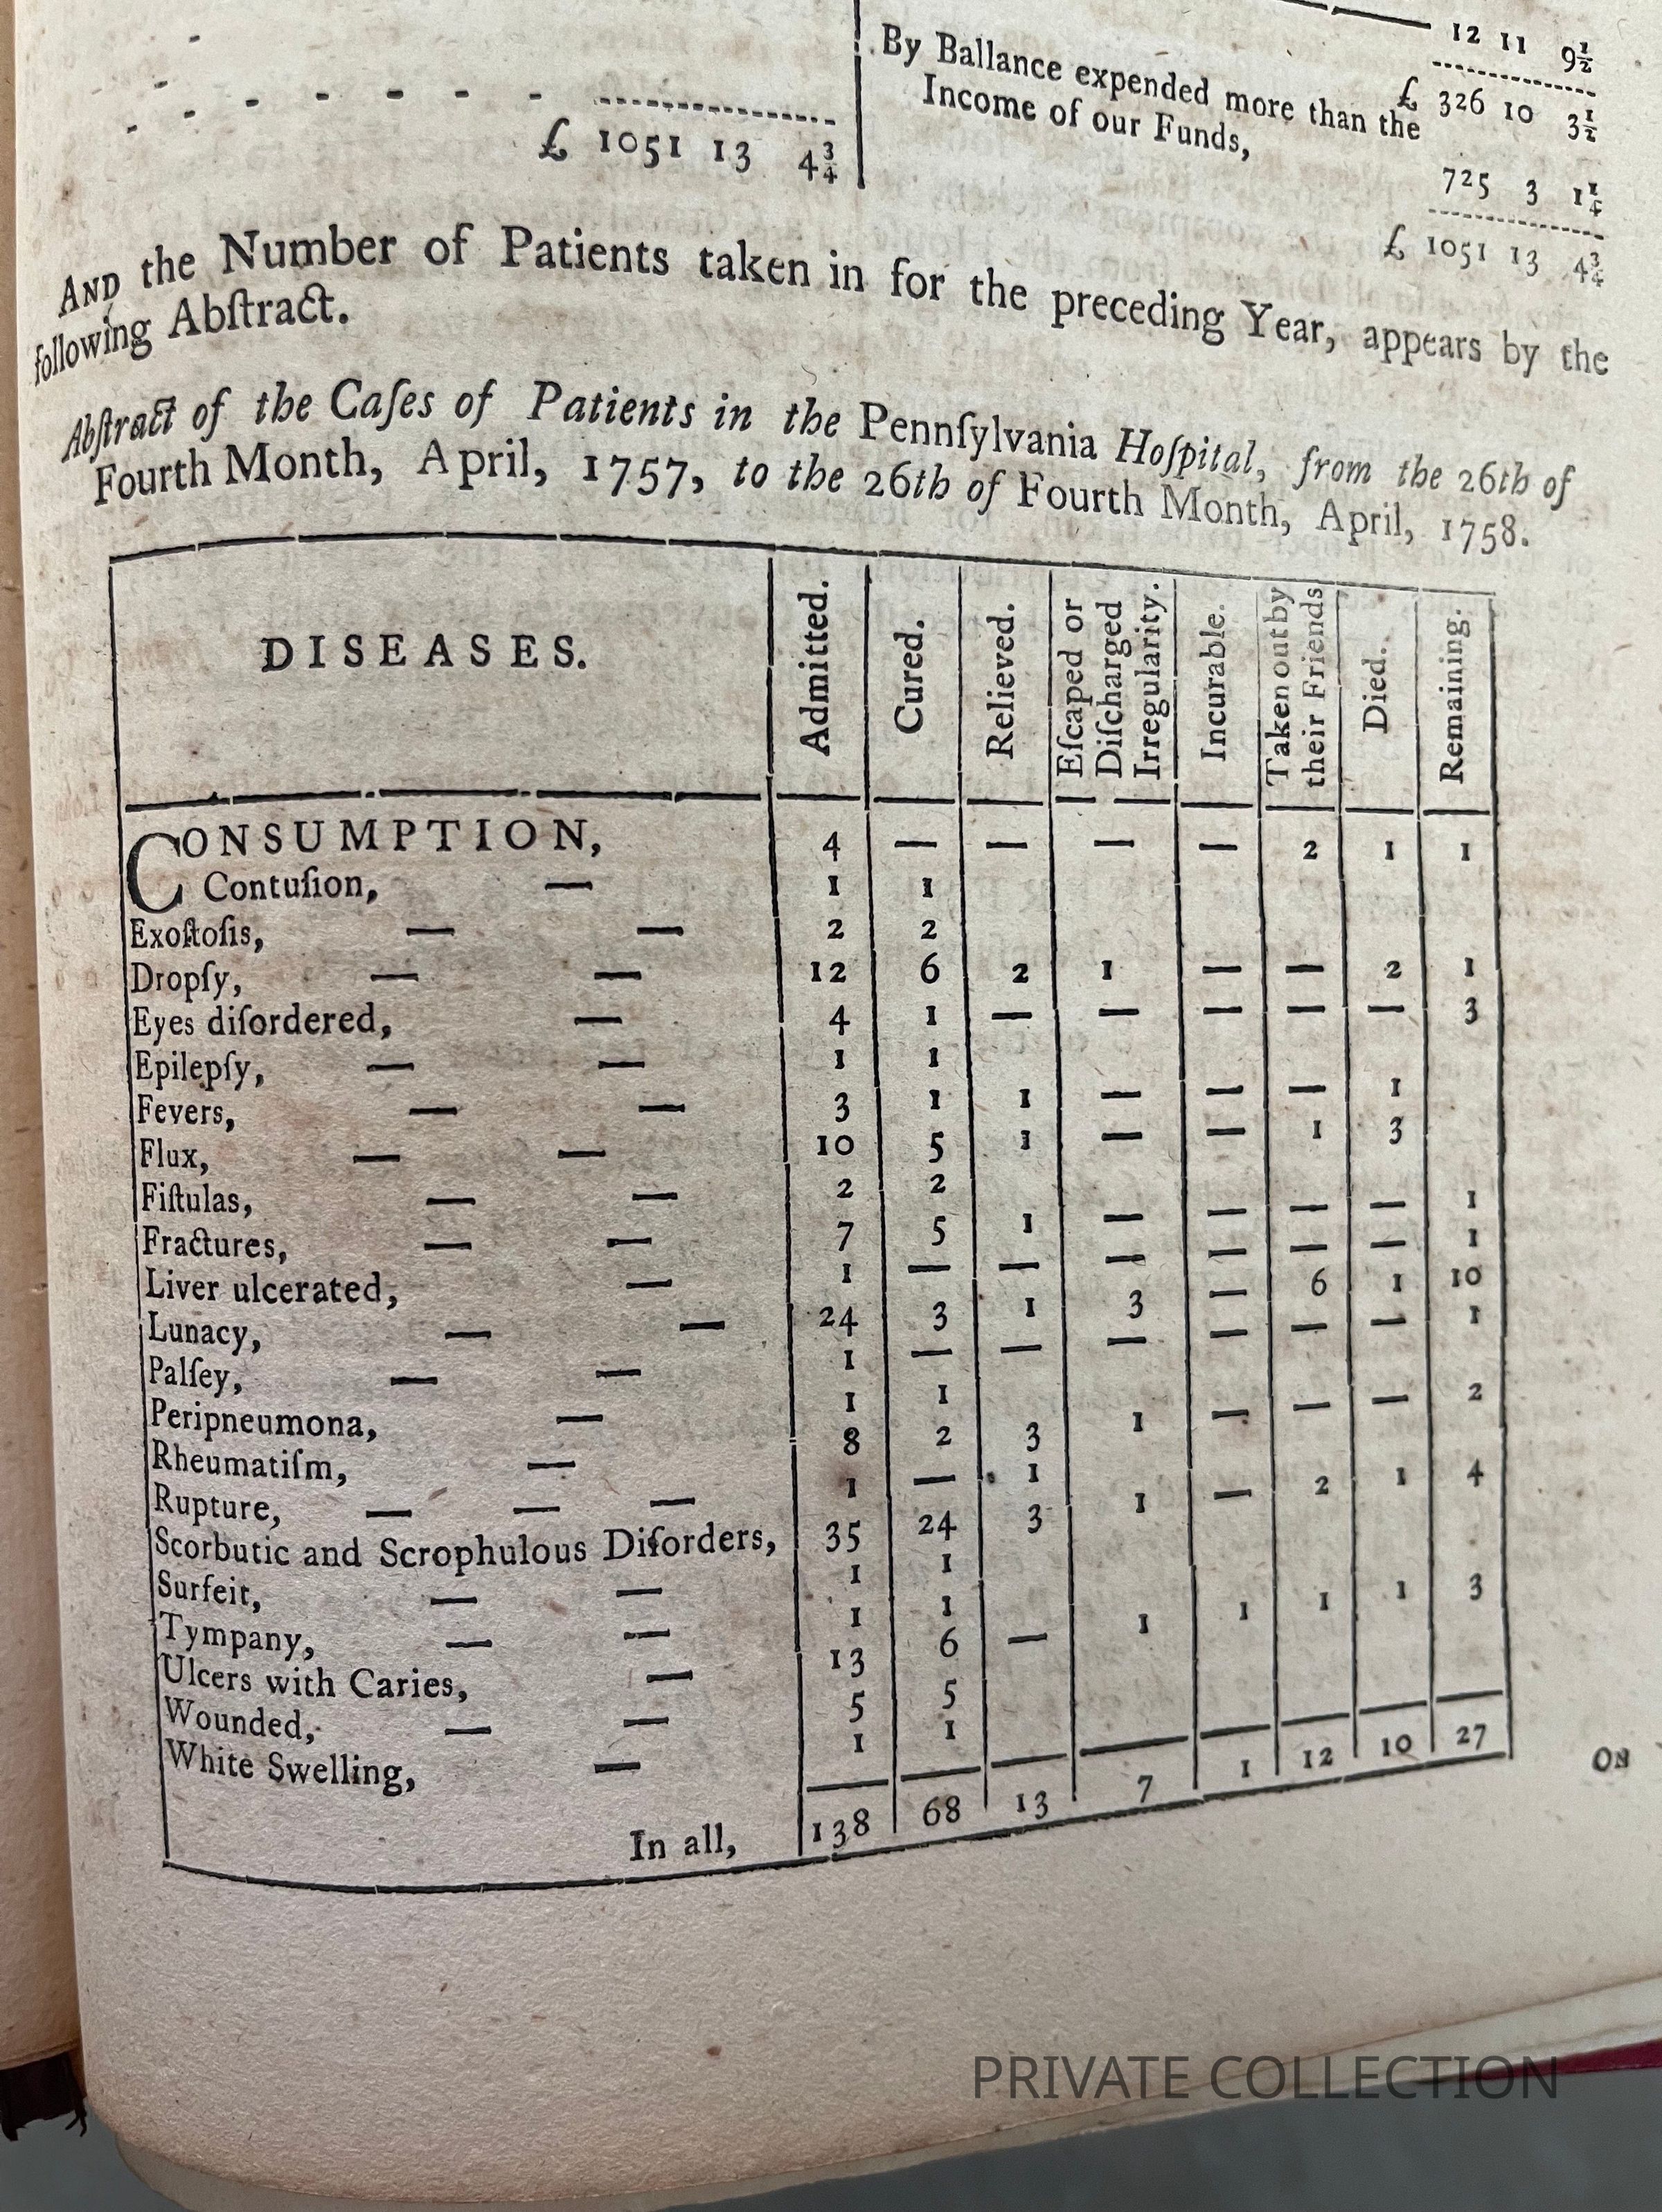 12 11 9½
£ 326 10 3½
By Ballance expended more than the
Income of our Funds,
725 3 1¼
£ 1051 13 4¾
£ 1051 13 4¾
AND the Number of Patients taken in for the preceding Year, appears by the
following Abſtract.
Abſtract of the Caſes of Patients in the Pennſylvania Hoſpital, from the 26th of
Fourth Month, April, 1757, to the 26th of Fourth Month, April, 1758.
DISEASES. Admitted. Cured. Relieved. Eſcaped or Diſcharged Irregularity. Incurable. Taken out by their Friends Died. Remaining.
CONSUMPTION, 4 — — — — 2 1 1
Contuſion, — 1 1
Exoſtoſis, — — 2 2
Dropſy, — — 12 6 2 1 — — 2 1
Eyes diſordered, — 4 1 — — — — — 3
Epilepſy, — — 1 1
Fevers, — — 3 1 1 — — — 1
Flux, — — 10 5 1 — — 1 3
Fiſtulas, — — 2 2
Fractures, — — 7 5 1 — — — — 1
Liver ulcerated, — 1 — — — — — — 1
Lunacy, — — 24 3 1 3 — 6 1 10
Palſey, — — 1 — — — — — — 1
Peripneumona, — 1 1
Rheumatiſm, — 8 2 3 1 — — — 2
Rupture, — — — 1 — 1
Scorbutic and Scrophulous Diſorders, 35 24 3 1 — 2 1 4
Surfeit, — — 1 1
Tympany, — — 1 1
Ulcers with Caries, — 13 6 — 1 1 1 1 3
Wounded, — — 5 5
White Swelling, — 1 1
In all, 138 68 13 7 1 12 10 27
ON
PRIVATE COLLECTION